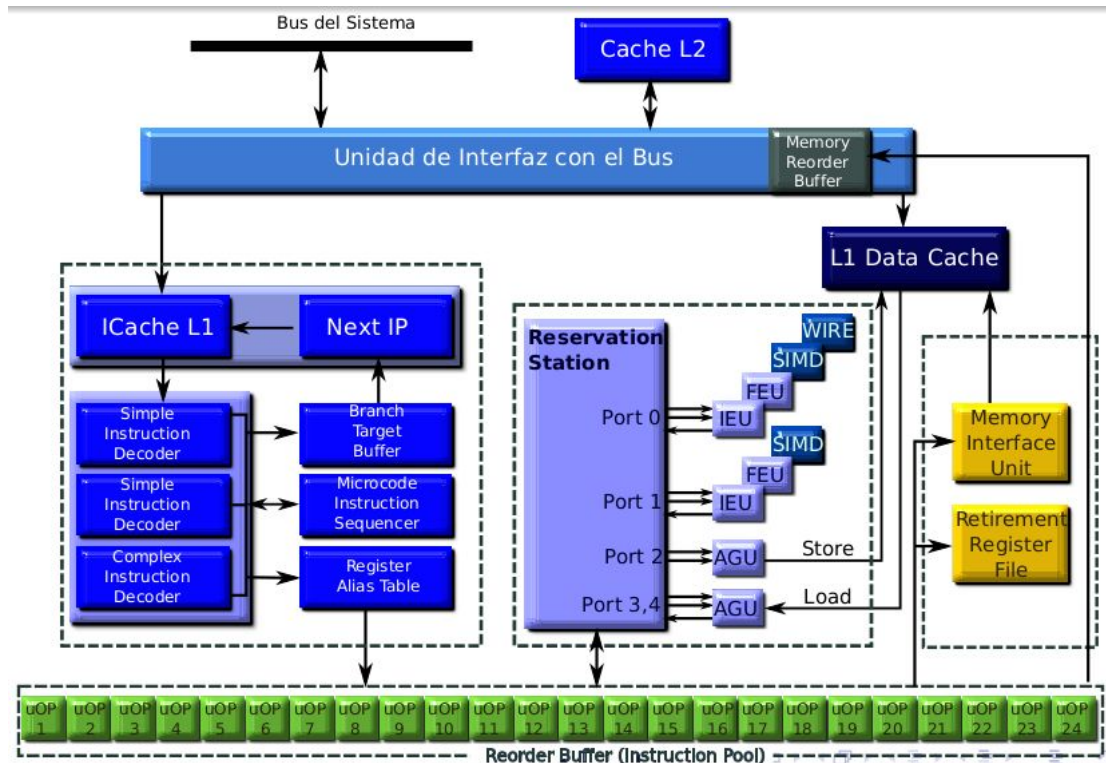 Bus del Sistema
Cache L2
Unidad de Interfaz con el Bus
Memory
Reorder
Buffer
L1 Data Cache
ICache L1
Next IP
Simple
Instruction
Decoder
Branch
Target
Buffer
Simple
Instruction
Decoder
Microcode
Instruction
Sequencer
Complex
Instruction
Decoder
Register
Alias Table
Reservation
Station
WIRE
SIMD
FEU
Port 0
IEU
SIMD
FEU
Port 1
IEU
Port 2
AGU
Store
Port 3,4
AGU
Load
Memory
Interface
Unit
Retirement
Register
File
uOP
1
uOP
2
uOP
3
uOP
4
uOP
5
uOP
6
uOP
7
uOP
8
uOP
9
uOP
10
uOP
11
uOP
12
uOP
13
uOP
14
uOP
15
uOP
16
uOP
17
uOP
18
uOP
19
uOP
20
uOP
21
uOP
22
uOP
23
uOP
24
Reorder Buffer (Instruction Pool)